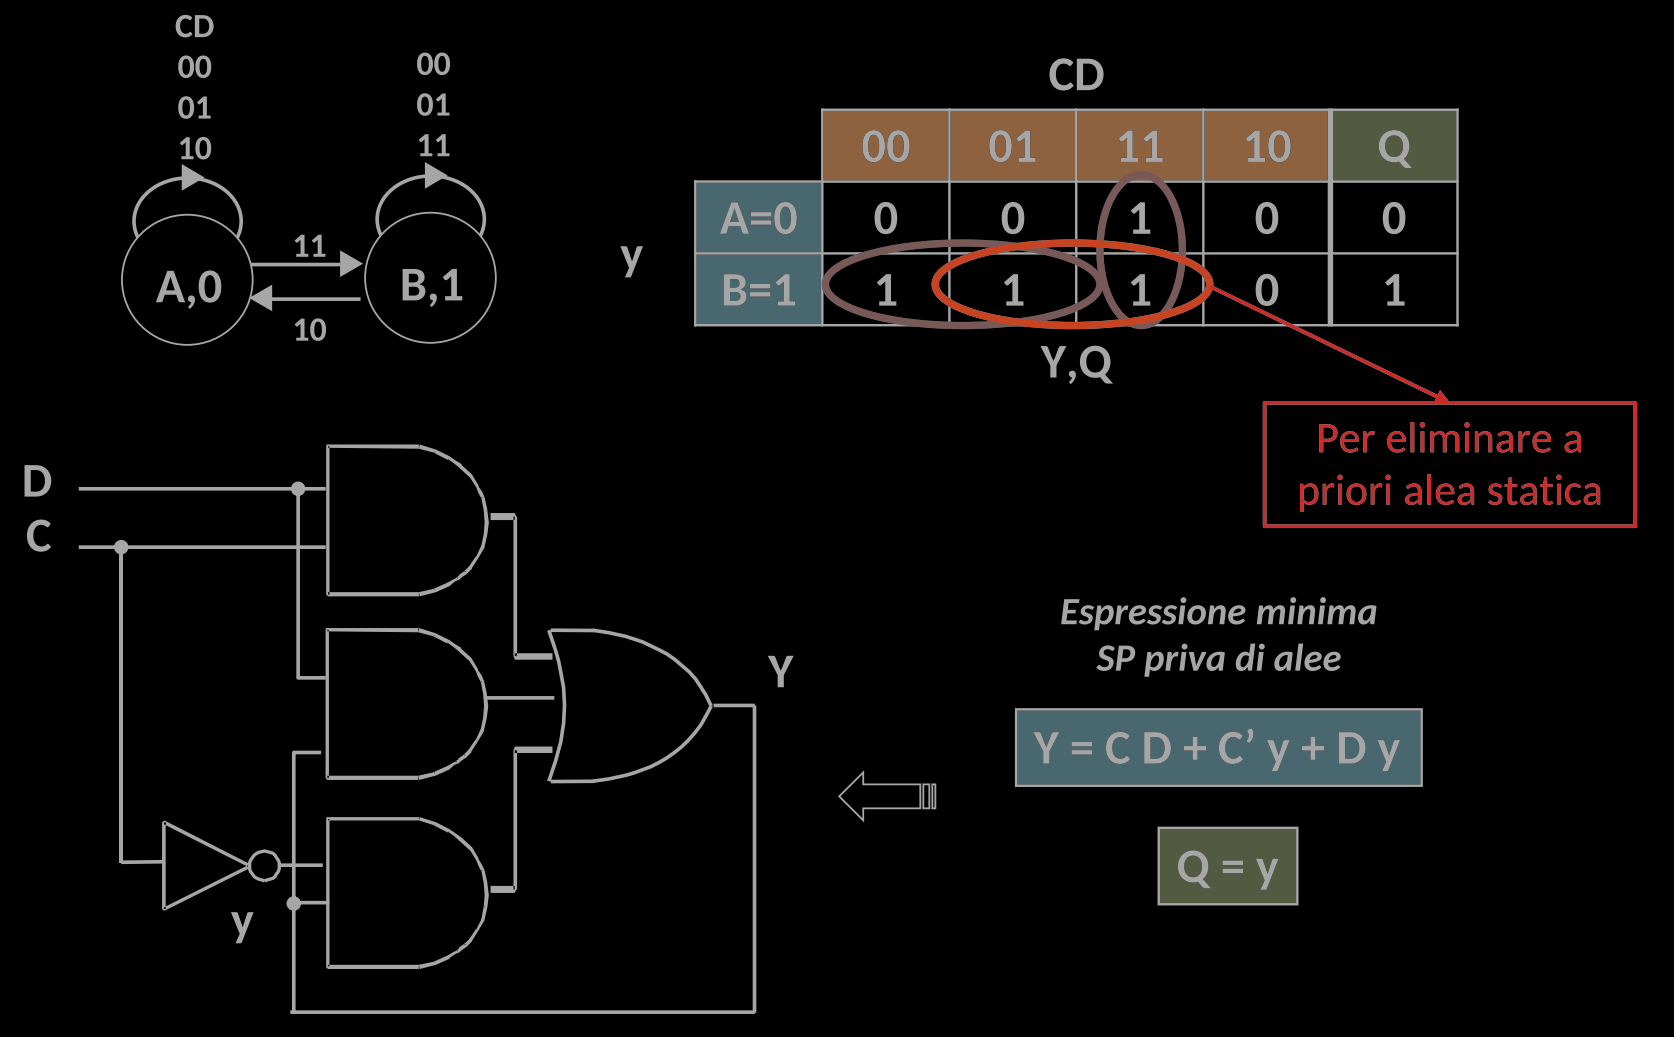 CD
00
01
10
00
01
11
11
10
A,0
B,1
CD
00 01 11 10 Q
y
A=0 0 0 1 0 0
B=1 1 1 1 0 1
Y,Q
Per eliminare a
priori alea statica
D
C
Y
y
Espressione minima
SP priva di alee
Y = C D + C’ y + D y
Q = y